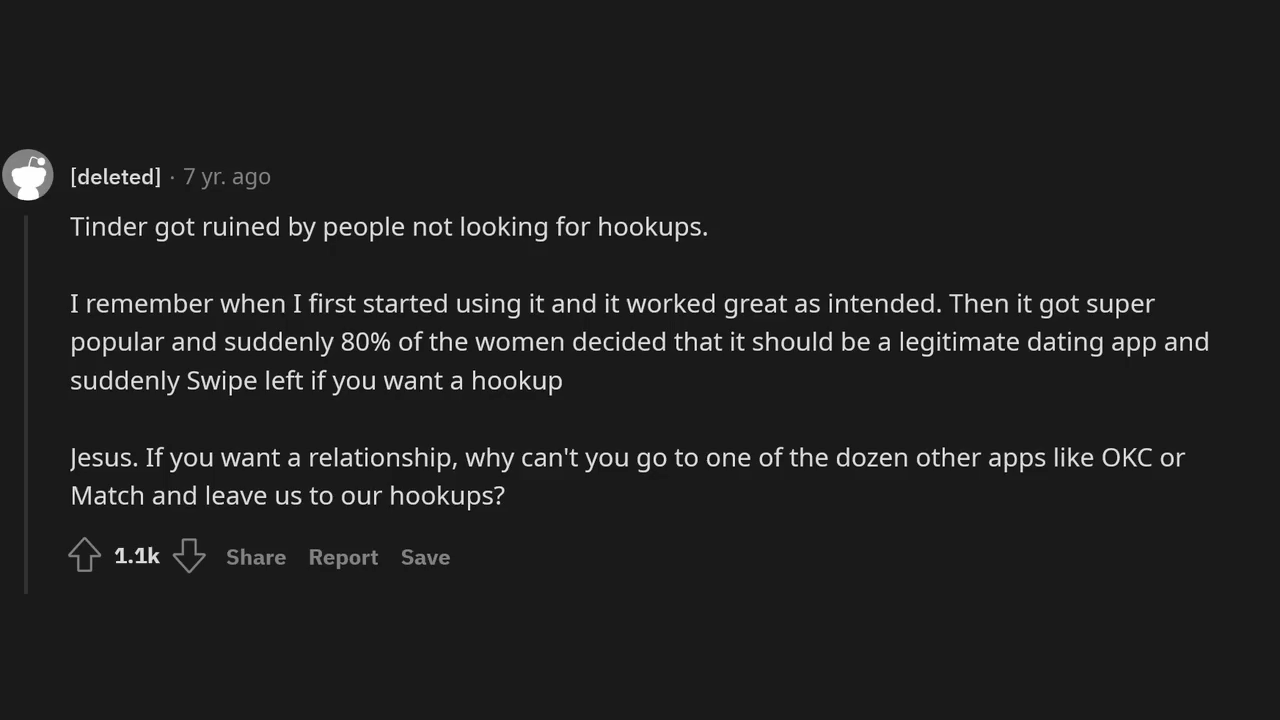 [deleted] · 7 yr. ago
Tinder got ruined by people not looking for hookups.
I remember when I first started using it and it worked great as intended. Then it got super
popular and suddenly 80% of the women decided that it should be a legitimate dating app and
suddenly Swipe left if you want a hookup
Jesus. If you want a relationship, why can't you go to one of the dozen other apps like OKC or
Match and leave us to our hookups?
1.1k Share Report Save